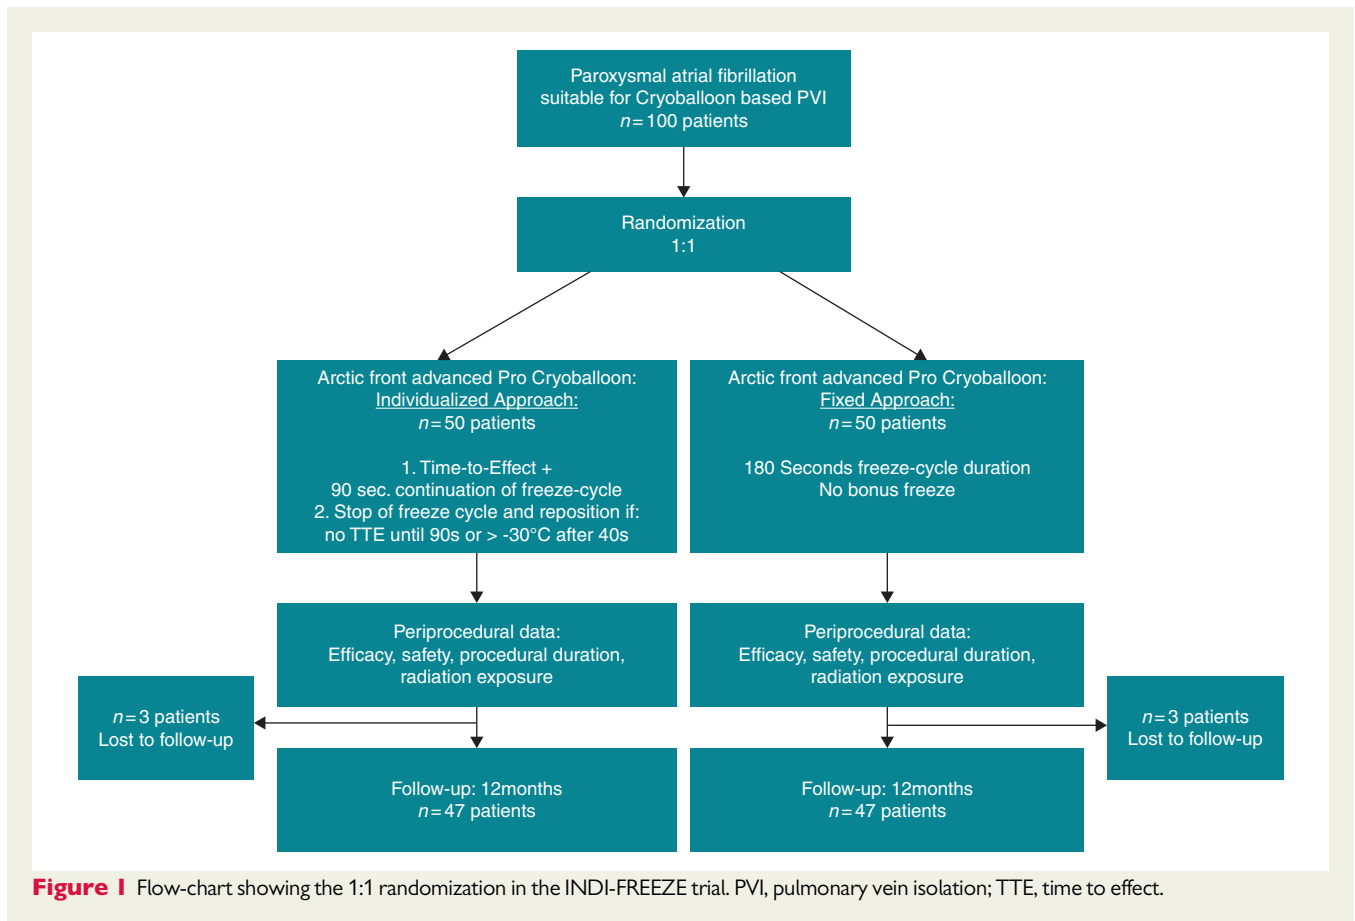 Paroxysmal atrial fibrillation
suitable for Cryoballoon based PVI
n=100 patients
Randomization
1:1
Arctic front advanced Pro Cryoballoon:
Individualized Approach:
n=50 patients
1. Time-to-Effect +
90 sec. continuation of freeze-cycle
2. Stop of freeze cycle and reposition if:
no TTE until 90s or > -30°C after 40s
Arctic front advanced Pro Cryoballoon:
Fixed Approach:
n=50 patients
180 Seconds freeze-cycle duration
No bonus freeze
Periprocedural data:
Efficacy, safety, procedural duration,
radiation exposure
Periprocedural data:
Efficacy, safety, procedural duration,
radiation exposure
n=3 patients
Lost to follow-up
n=3 patients
Lost to follow-up
Follow-up: 12months
n=47 patients
Follow-up: 12months
n=47 patients
Figure 1 Flow-chart showing the 1:1 randomization in the INDI-FREEZE trial. PVI, pulmonary vein isolation; TTE, time to effect.